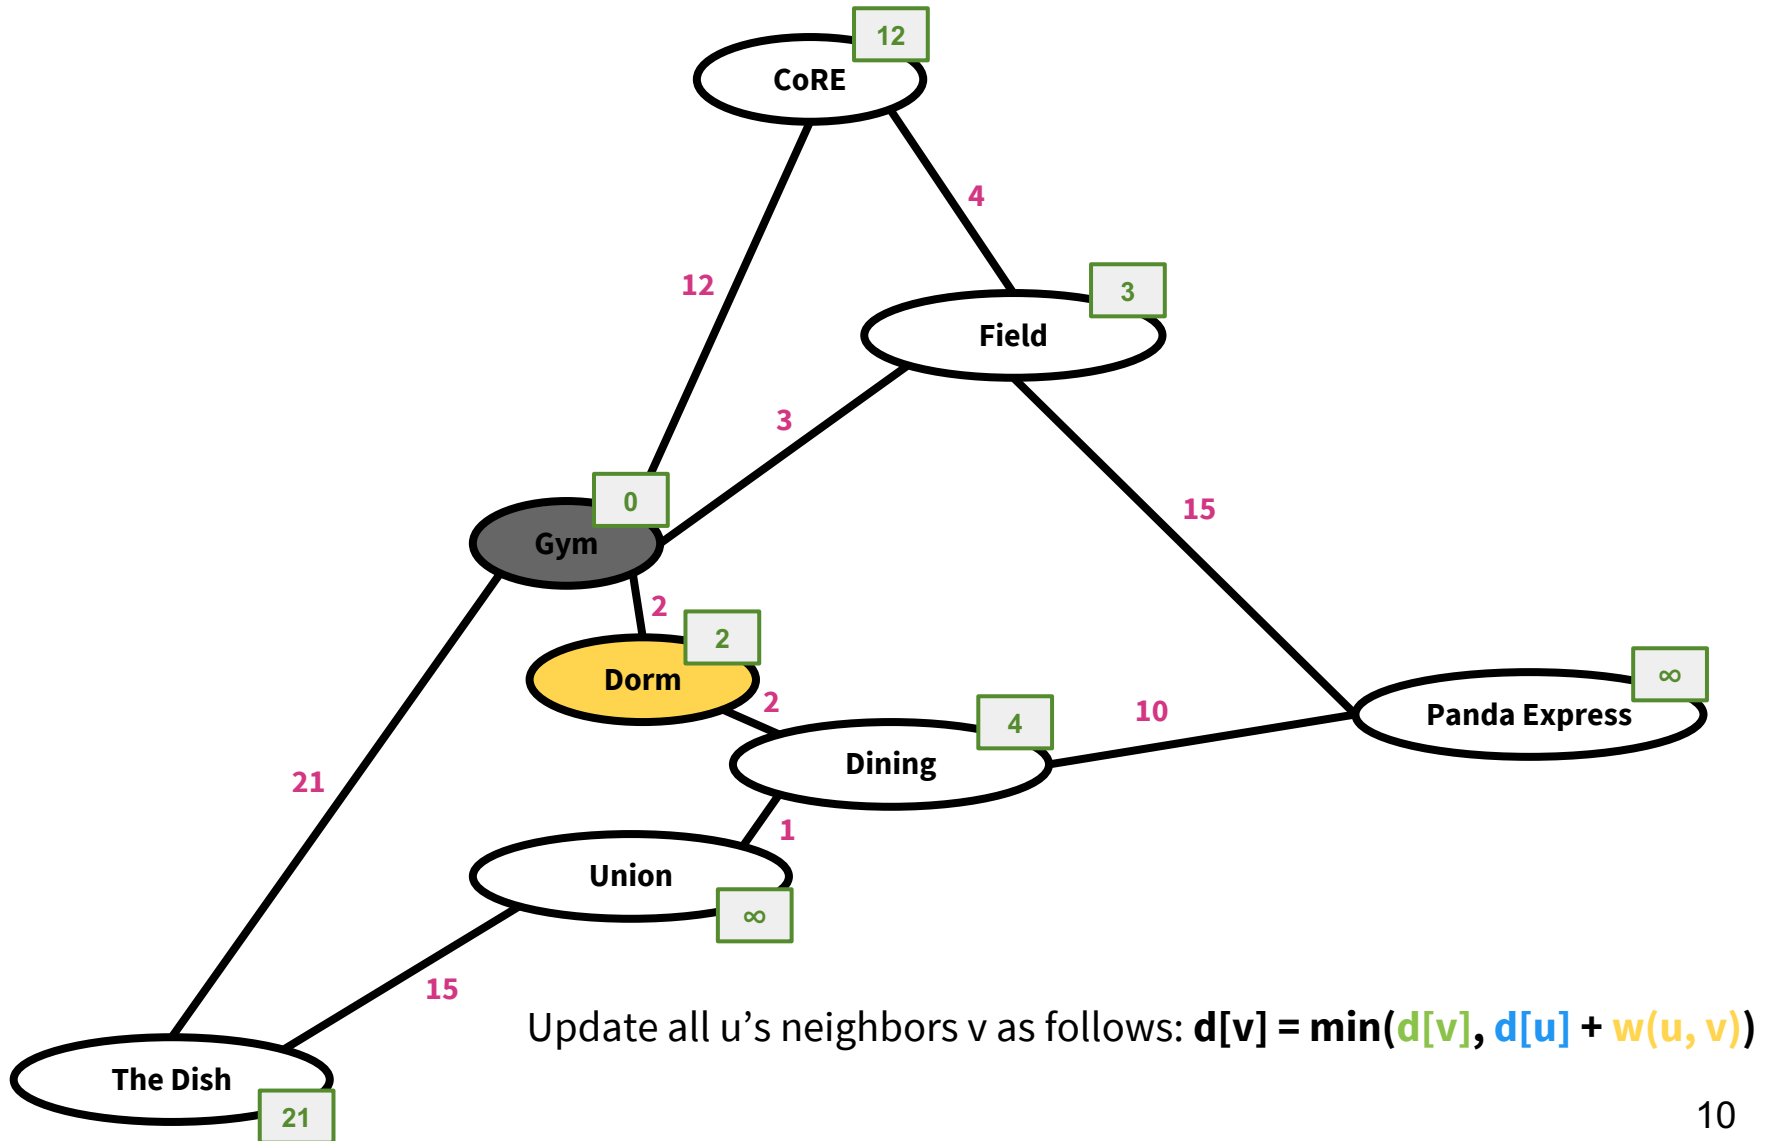 12
CoRE
4
12
3
Field
3
15
0
Gym
2
2
Dorm
2
∞
10
Panda Express
4
Dining
21
1
Union
∞
15
Update all u’s neighbors v as follows: d[v] = min(d[v], d[u] + w(u, v))
The Dish
21
10